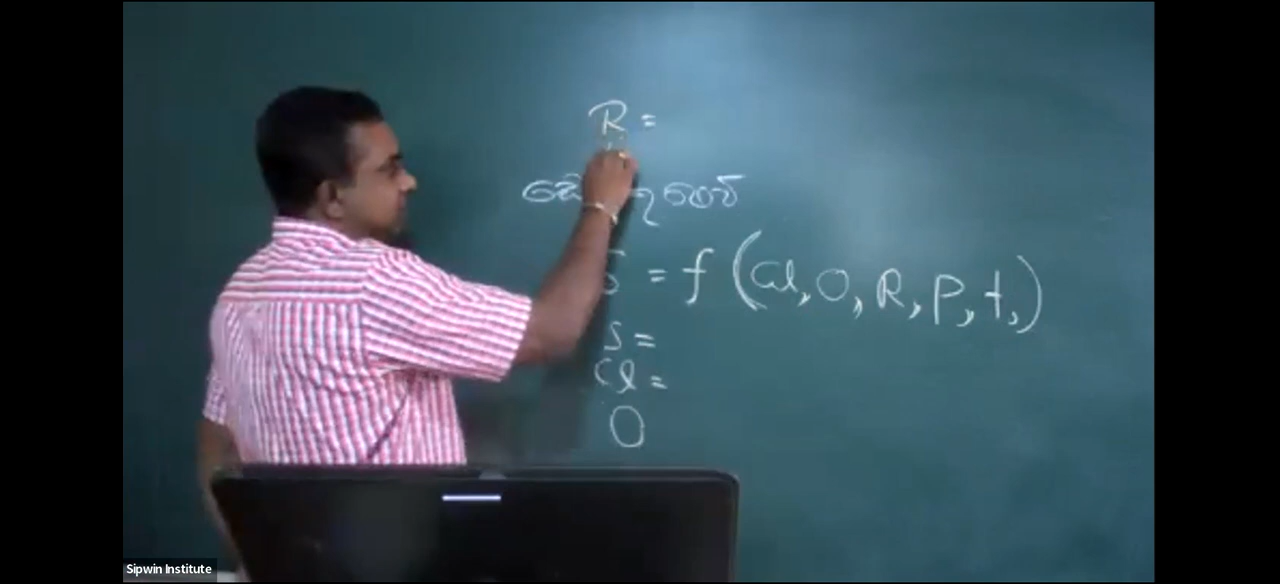 R =
S = f (Cl, O, R, P, t,)
S =
Cl =
O
Sipwin Institute